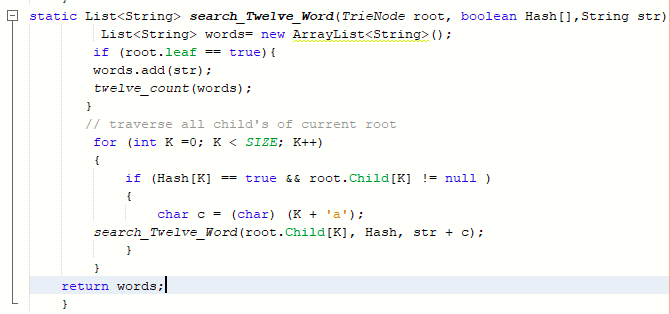 static List<String> search_Twelve_Word(TrieNode root, boolean Hash[],String str)
List<String> words= new ArrayList<String>();
if (root.leaf == true){
words.add(str);
twelve_count(words);
}
// traverse all child's of current root
for (int K =0; K < SIZE; K++)
{
if (Hash[K] == true && root.Child[K] != null )
{
char c = (char) (K + 'a');
search_Twelve_Word(root.Child[K], Hash, str + c);
}
}
return words;
}